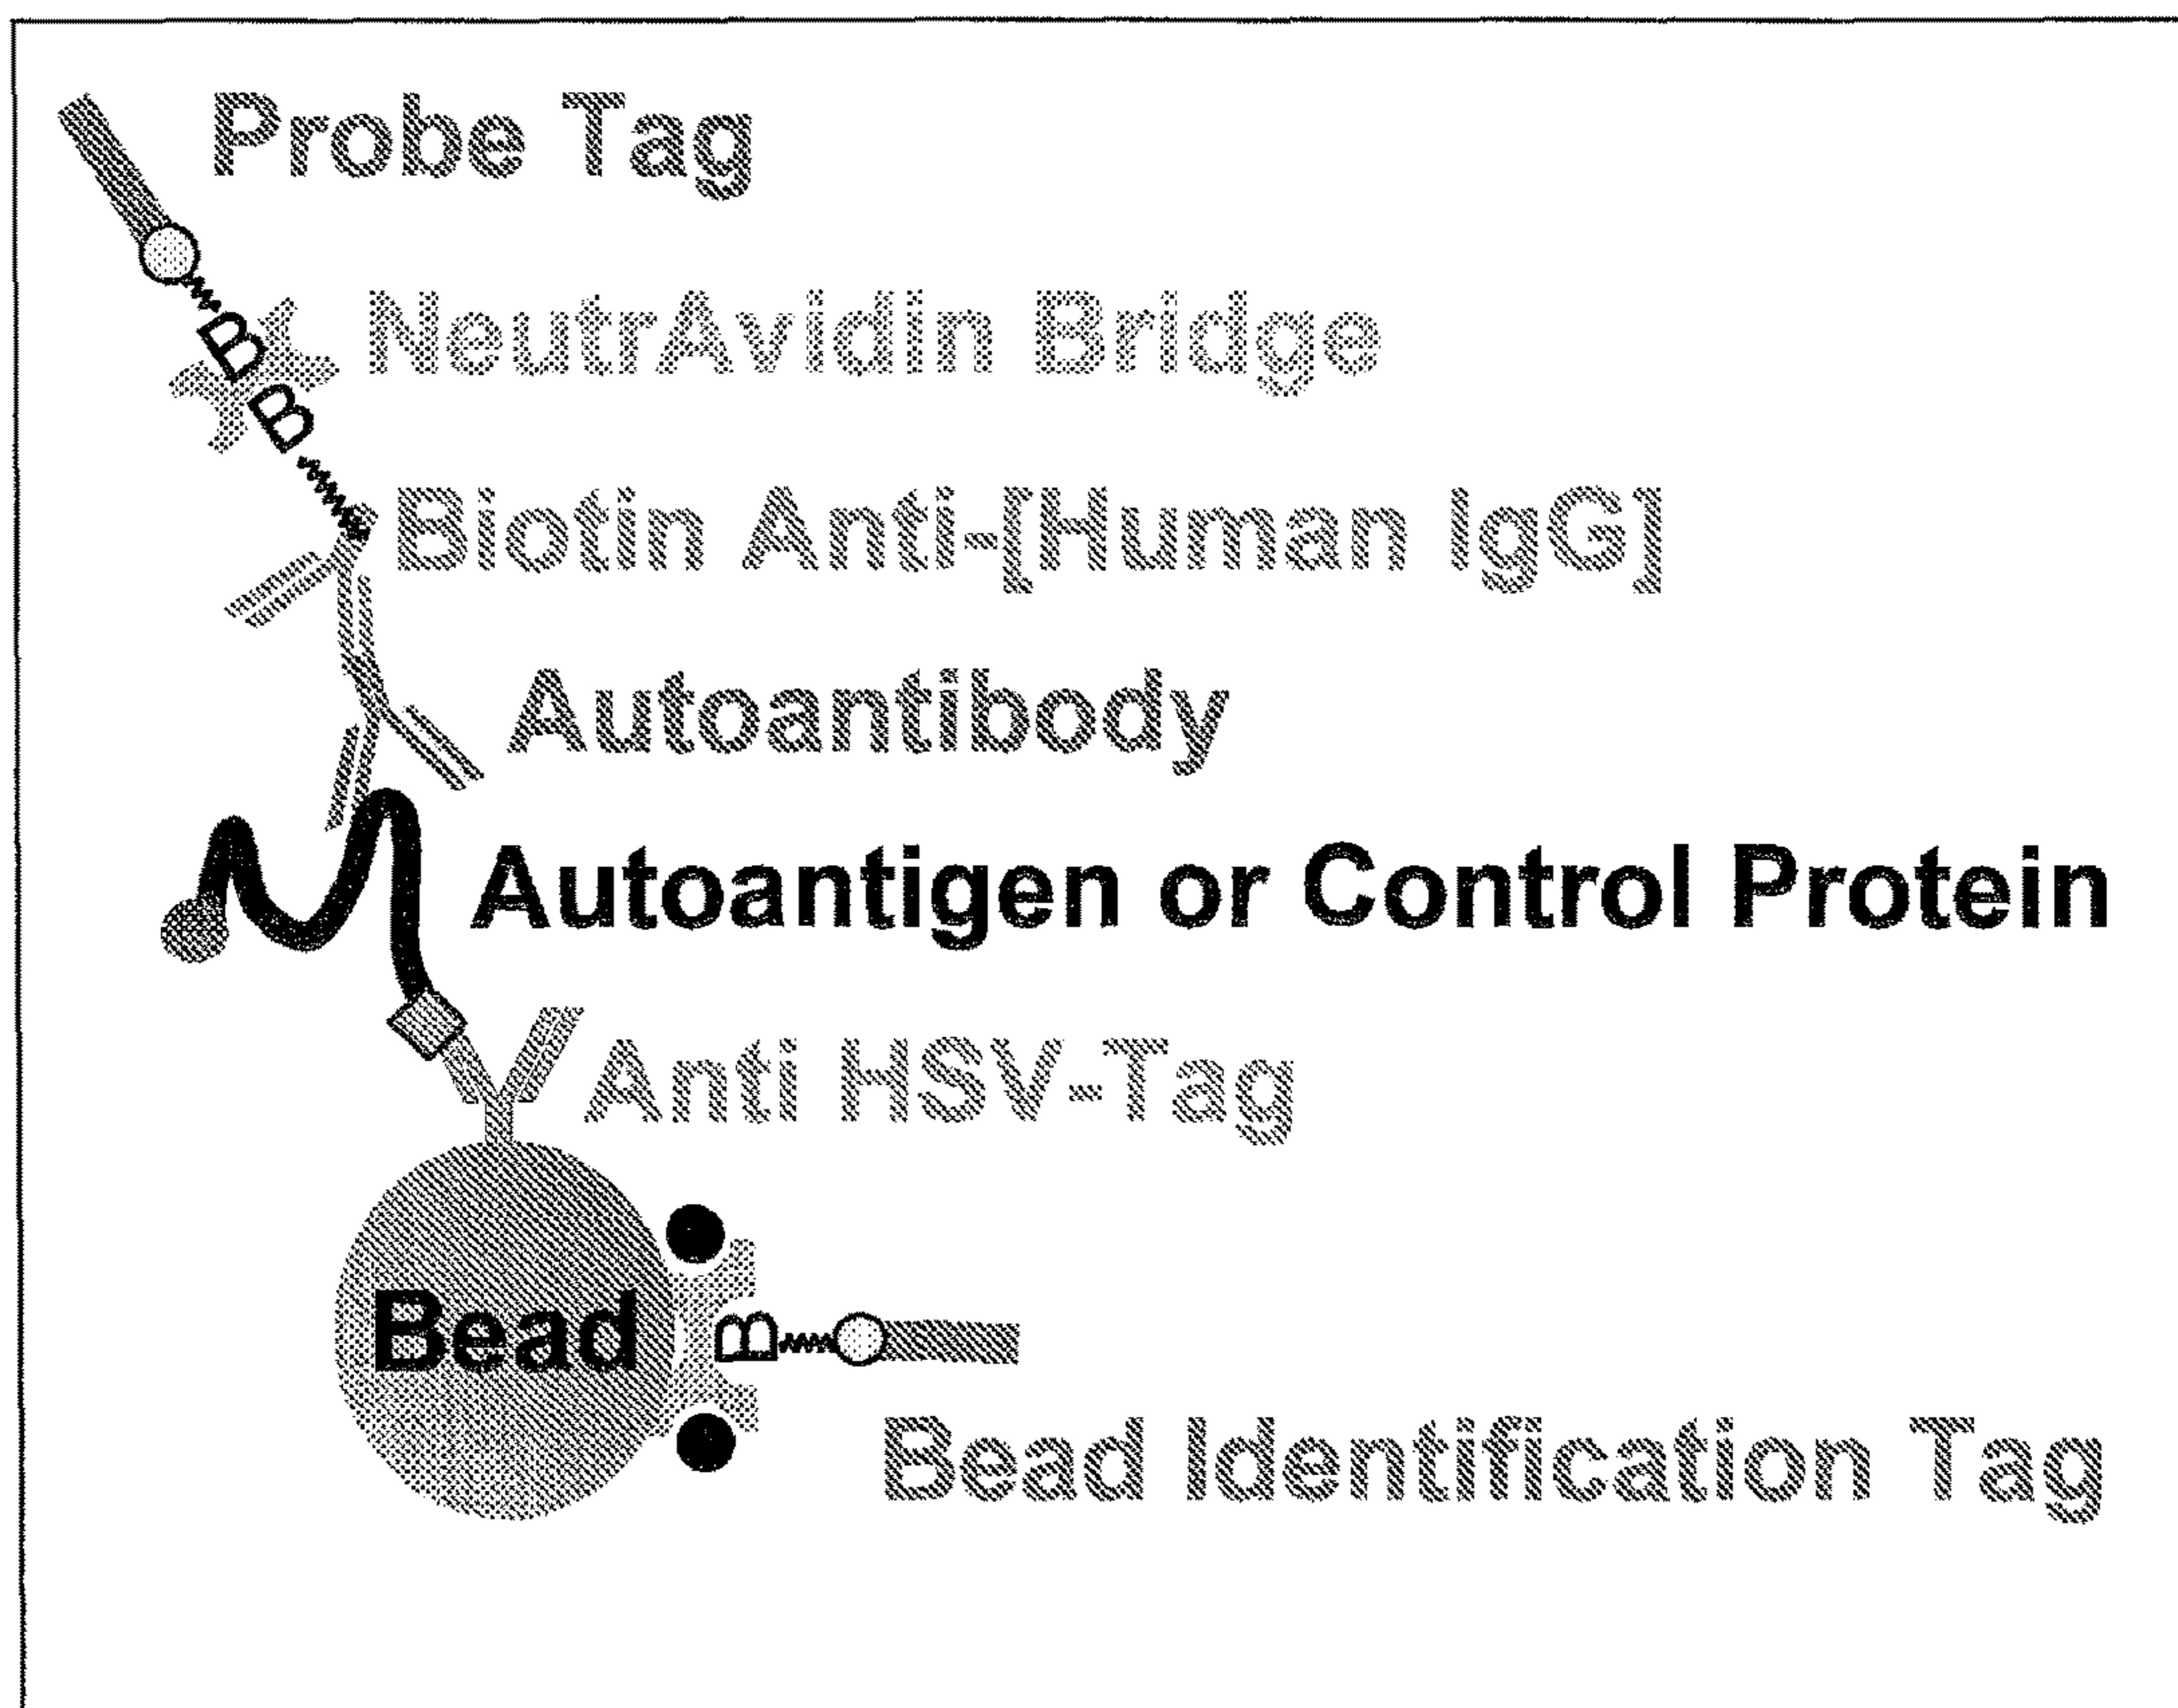 Probe Tag
B
NeutrAvidin Bridge
B
Biotin Anti-[Human IgG]
Autoantibody
Autoantigen or Control Protein
Anti HSV-Tag
Bead
B
Bead Identification Tag